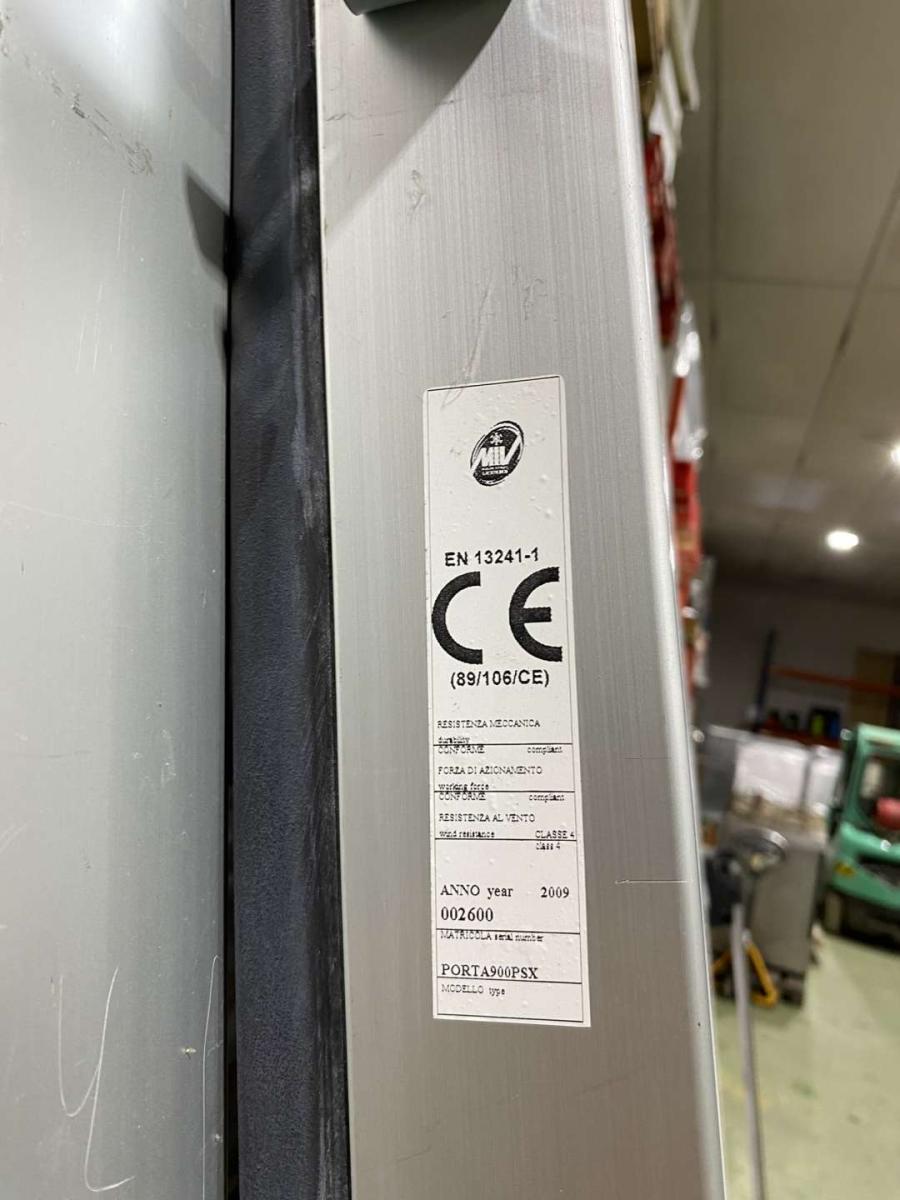 MIV
EN 13241-1
CE
(89/106/CE)
RESISTENZA MECCANICA
durability
CONFORME compliant
FORZA DI AZIONAMENTO
working force
CONFORME compliant
RESISTENZA AL VENTO
wind resistance CLASSE 4
class 4
ANNO year 2009
002600
MATRICOLA serial number
PORTA900PSX
MODELLO type